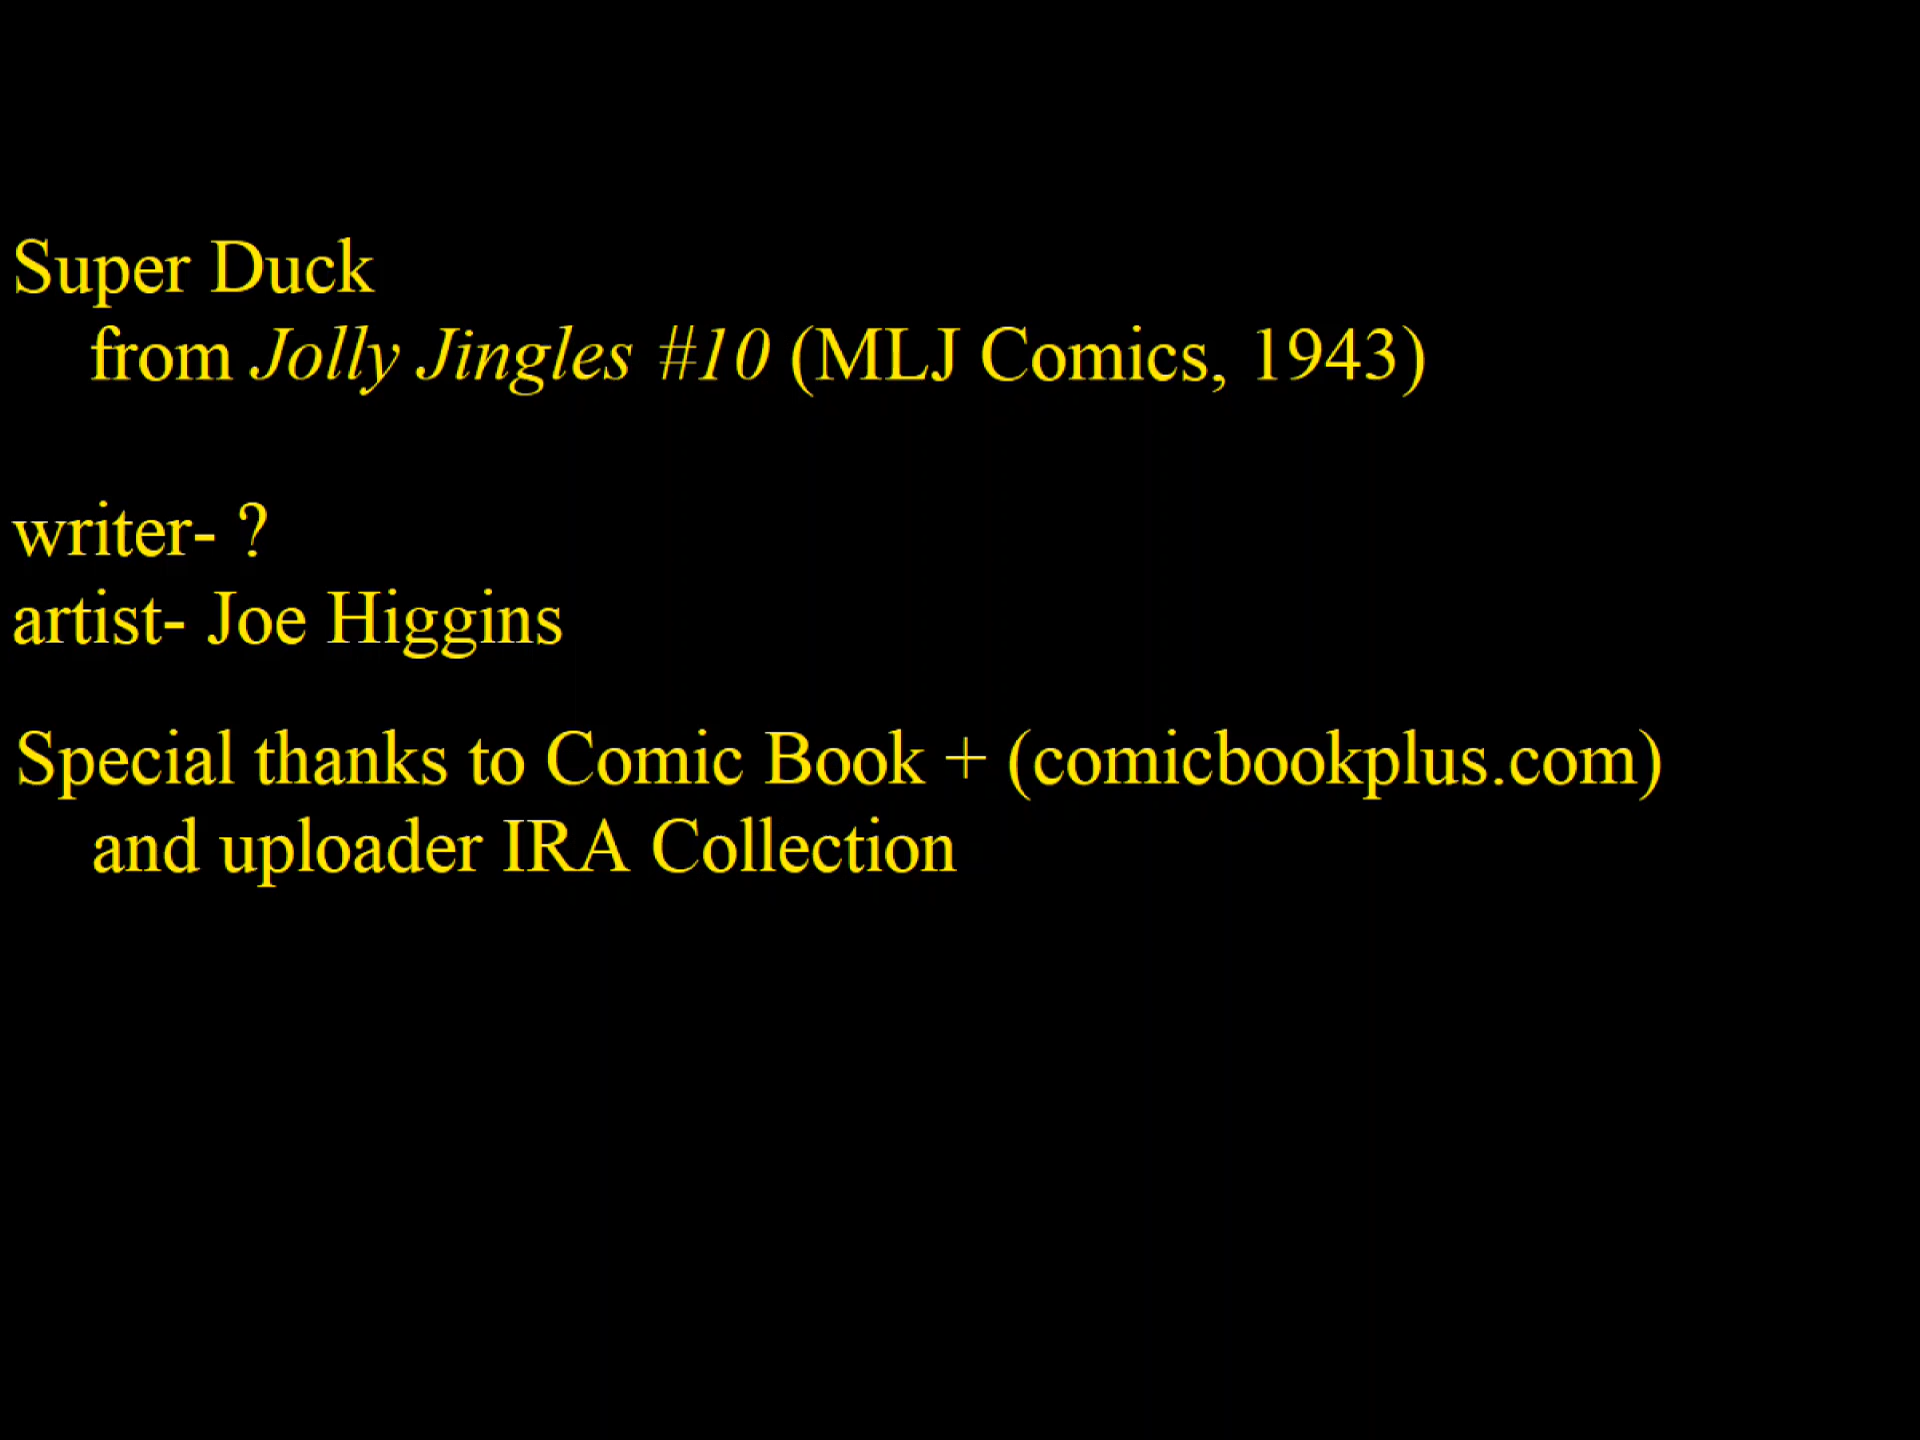 Super Duck
from Jolly Jingles #10 (MLJ Comics, 1943)
writer- ?
artist- Joe Higgins
Special thanks to Comic Book + (comicbookplus.com)
and uploader IRA Collection